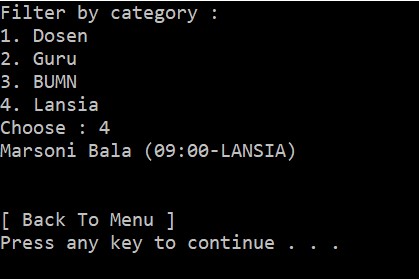 Filter by category :
1. Dosen
2. Guru
3. BUMN
4. Lansia
Choose : 4
Marsoni Bala (09:00-LANSIA)
[ Back To Menu ]
Press any key to continue . . .